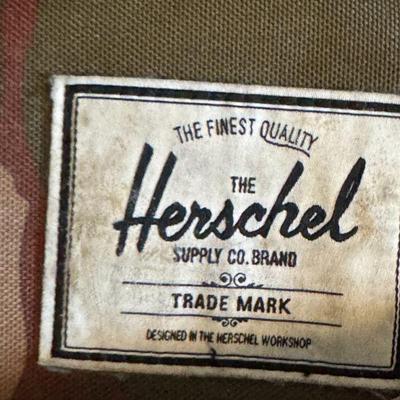 THE FINEST QUALITY
THE
Herschel
SUPPLY CO. BRAND
TRADE MARK
DESIGNED IN THE HERSCHEL WORKSHOP